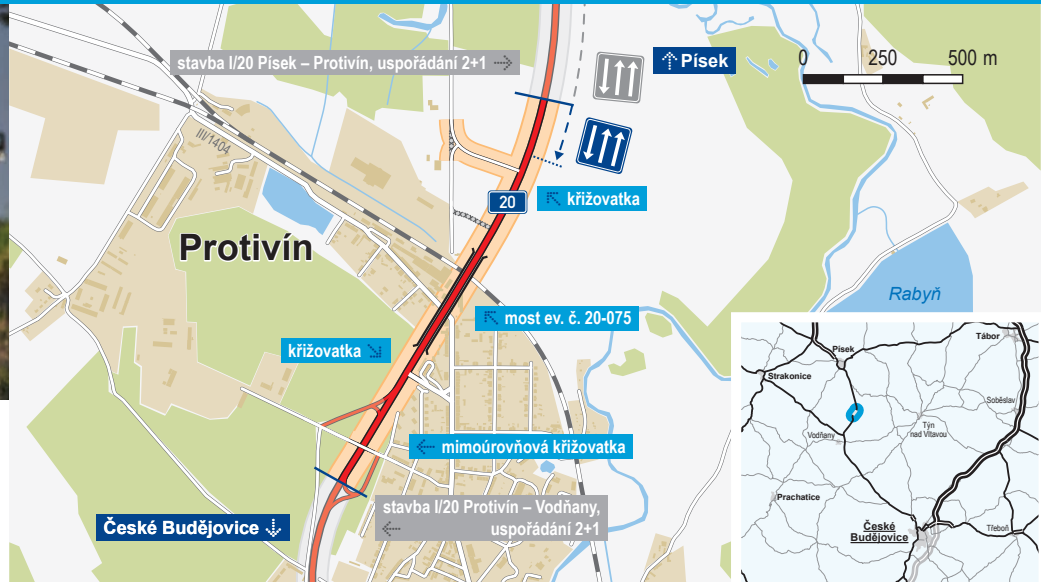 stavba I/20 Písek – Protivín, uspořádání 2+1
Písek
0 250 500 m
III/1404
20
křižovatka
Protivín
Rabyň
most ev. č. 20-075
křižovatka
mimoúrovňová křižovatka
stavba I/20 Protivín – Vodňany,
uspořádání 2+1
České Budějovice
Tábor
Písek
Strakonice
Soběslav
Týn
nad Vltavou
Vodňany
Prachatice
České
Budějovice
Třeboň